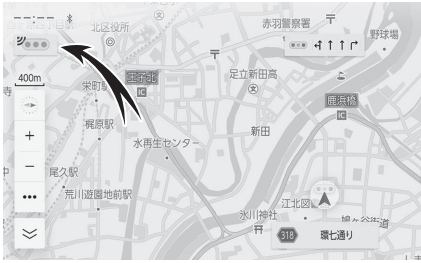 --:--
北区役所
赤羽警察署
野球場
400m
栄町駅
王子北
IC
足立新田高
鹿浜橋
IC
梶原駅
新田
水再生センター
尾久駅
荒川遊園地前駅
江北図
氷川神社
318
環七通り